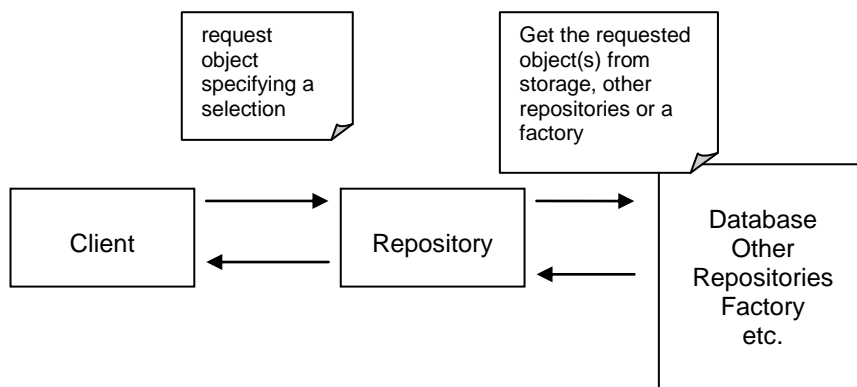 request
object
specifying a
selection
Get the requested
object(s) from
storage, other
repositories or a
factory
Client
Repository
Database
Other
Repositories
Factory
etc.